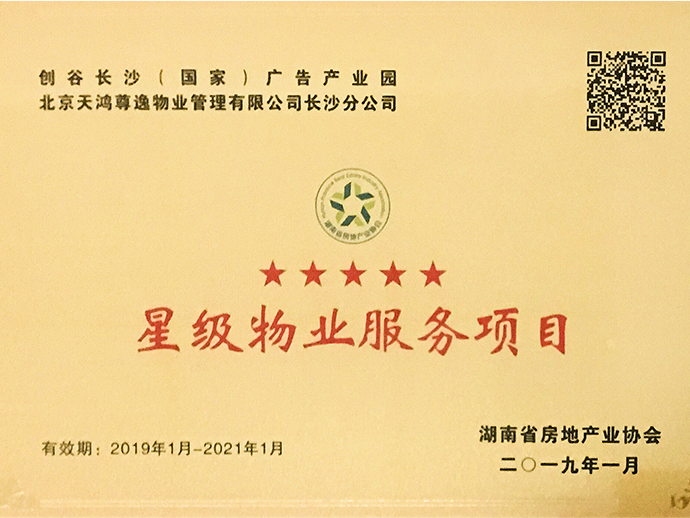 创谷长沙（国家）广告产业园
北京天鸿尊逸物业管理有限公司长沙分公司
湖南省房地产业协会
★★★★★
星级物业服务项目
有效期：2019年1月-2021年1月
湖南省房地产业协会
二〇一九年一月